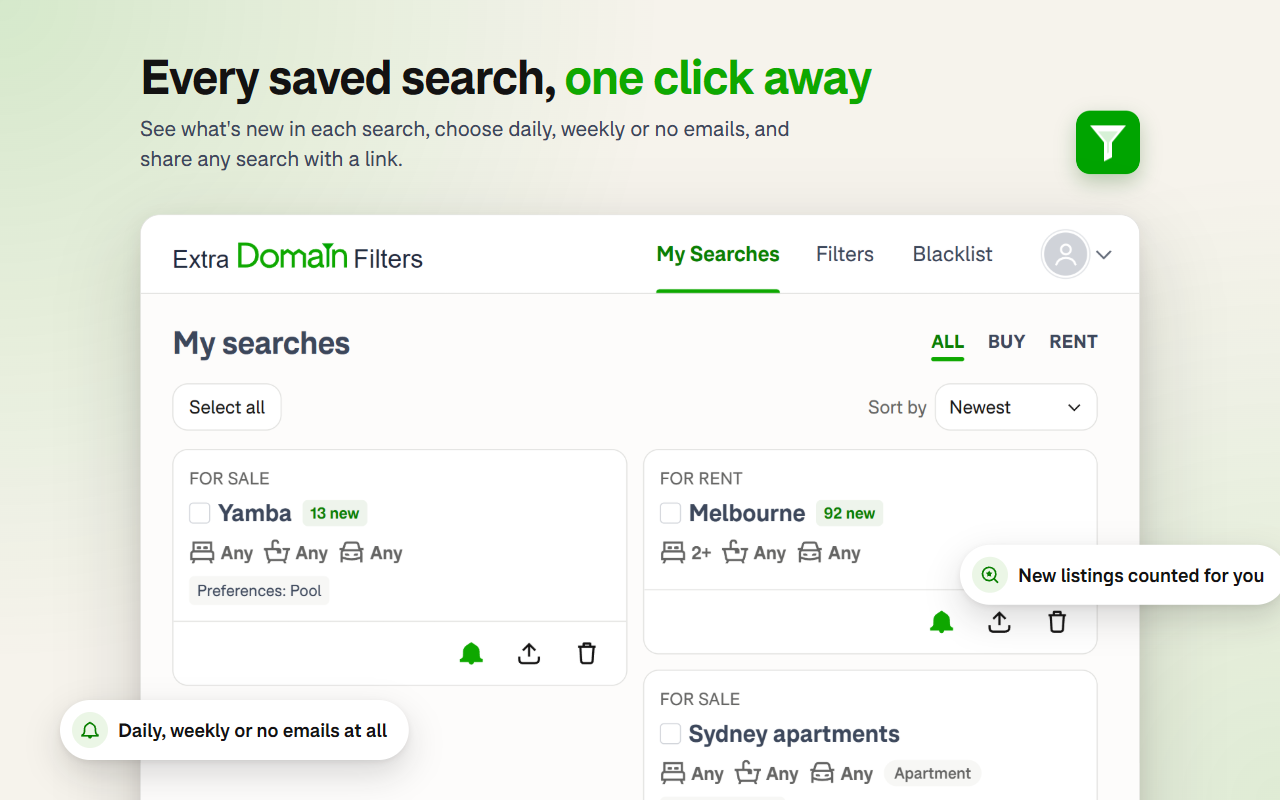 Every saved search, one click away
See what's new in each search, choose daily, weekly or no emails, and
share any search with a link.
Extra Domain Filters
My Searches
Filters
Blacklist
My searches
ALL
BUY
RENT
Select all
Sort by
Newest
FOR SALE
Yamba
13 new
Any
Any
Any
Preferences: Pool
FOR RENT
Melbourne
92 new
2+
Any
Any
New listings counted for you
FOR SALE
Sydney apartments
Any
Any
Any
Apartment
Daily, weekly or no emails at all